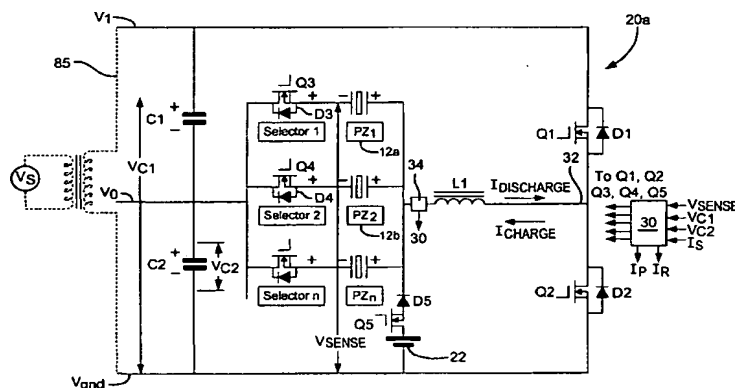 V1
20a
85
Q3
D3
C1
+
–
Selector 1
PZ1
12a
Q1
D1
VC1
VS
Q4
34
L1
IDISCHARGE
32
To Q1, Q2
Q3, Q4, Q5
V0
D4
Selector 2
PZ2
12b
30
ICHARGE
30
VSENSE
VC1
VC2
IS
IP
IR
C2
VC2
Selector n
PZn
D5
Q5
Q2
D2
VSENSE
22
Vgnd